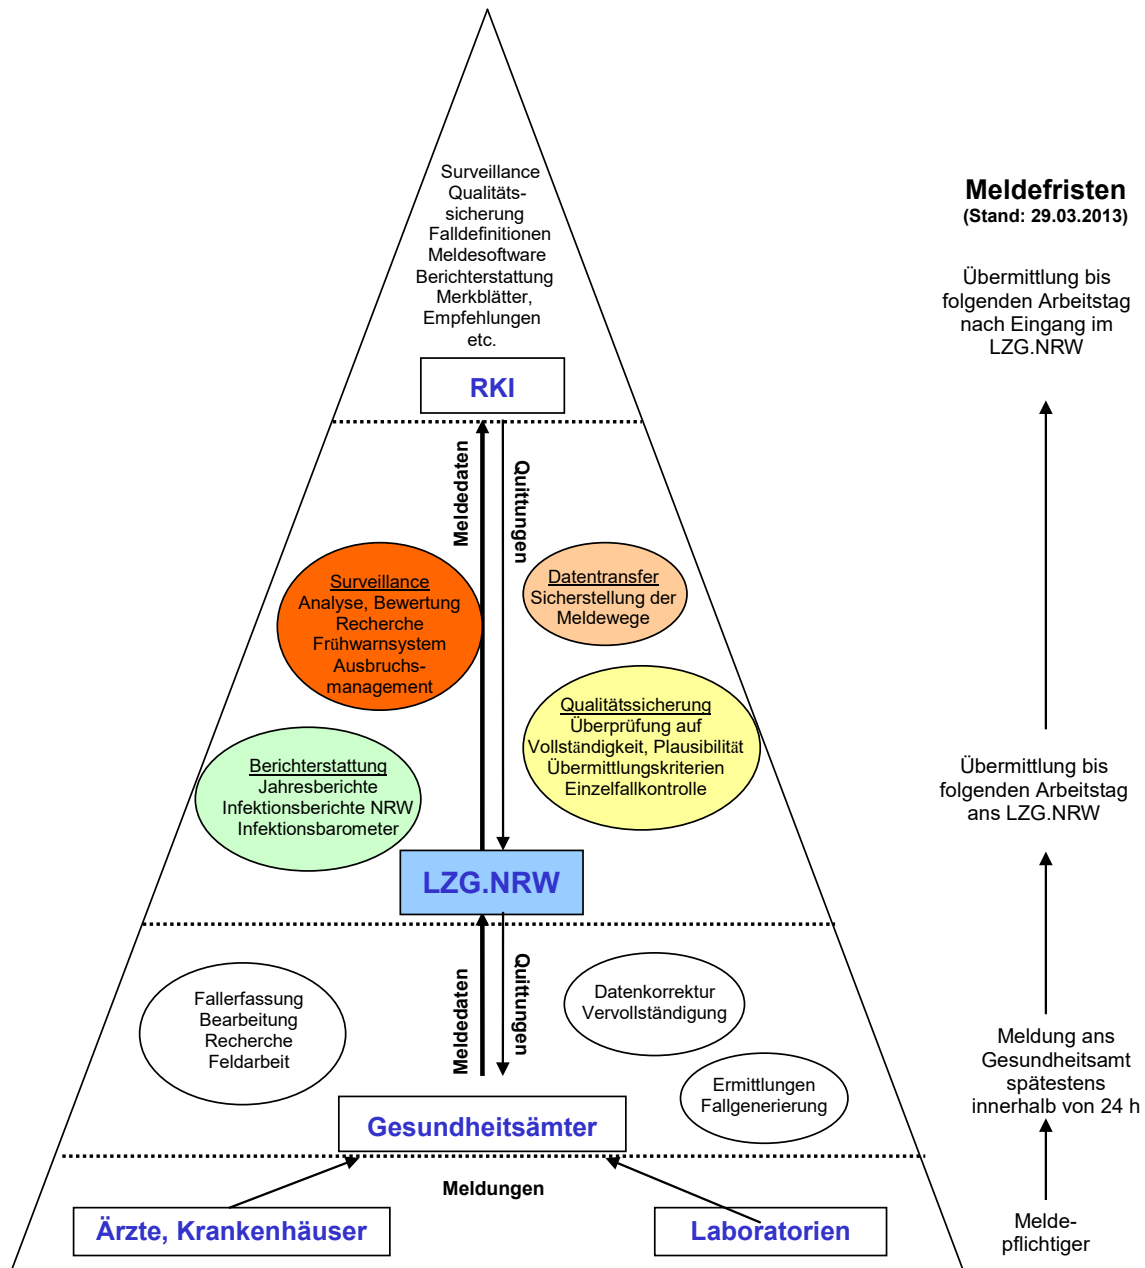 Surveillance
Qualitäts-
sicherung
Falldefinitionen
Meldesoftware
Berichterstattung
Merkblätter,
Empfehlungen
etc.
RKI
Meldefristen
(Stand: 29.03.2013)
Übermittlung bis
folgenden Arbeitstag
nach Eingang im
LZG.NRW
Meldedaten
Quittungen
Surveillance
Analyse, Bewertung
Recherche
Frühwarnsystem
Ausbruchs-
management
Datentransfer
Sicherstellung der
Meldewege
Qualitätssicherung
Überprüfung auf
Vollständigkeit, Plausibilität
Übermittlungskriterien
Einzelfallkontrolle
Berichterstattung
Jahresberichte
Infektionsberichte NRW
Infektionsbarometer
Übermittlung bis
folgenden Arbeitstag
ans LZG.NRW
LZG.NRW
Meldedaten
Quittungen
Fallerfassung
Bearbeitung
Recherche
Feldarbeit
Datenkorrektur
Vervollständigung
Ermittlungen
Fallgenerierung
Meldung ans
Gesundheitsamt
spätestens
innerhalb von 24 h
Gesundheitsämter
Meldungen
Ärzte, Krankenhäuser
Laboratorien
Melde-
pflichtiger